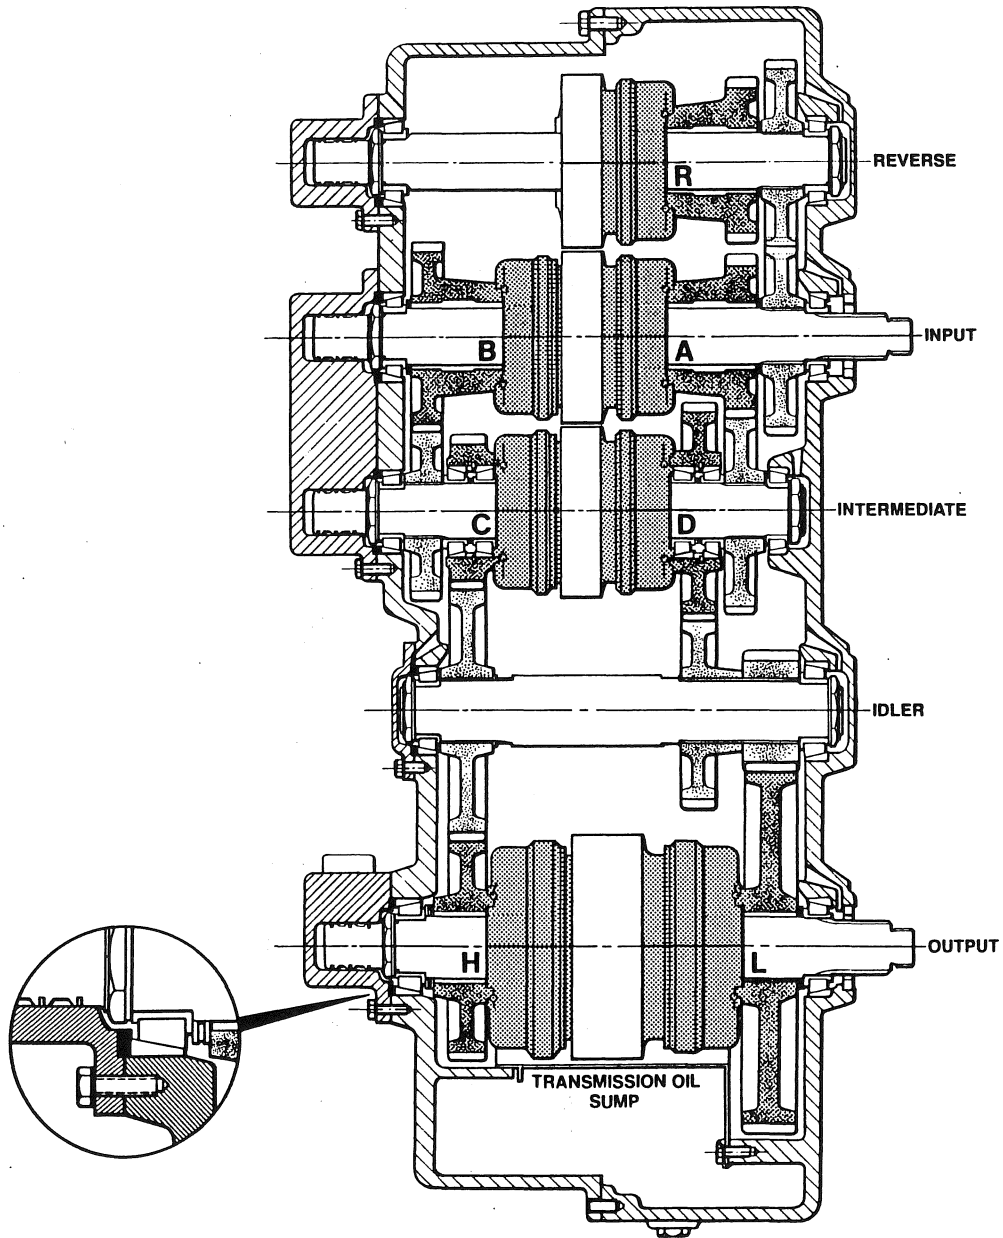 REVERSE
R
INPUT
B
A
INTERMEDIATE
C
D
IDLER
OUTPUT
H
L
TRANSMISSION OIL
SUMP